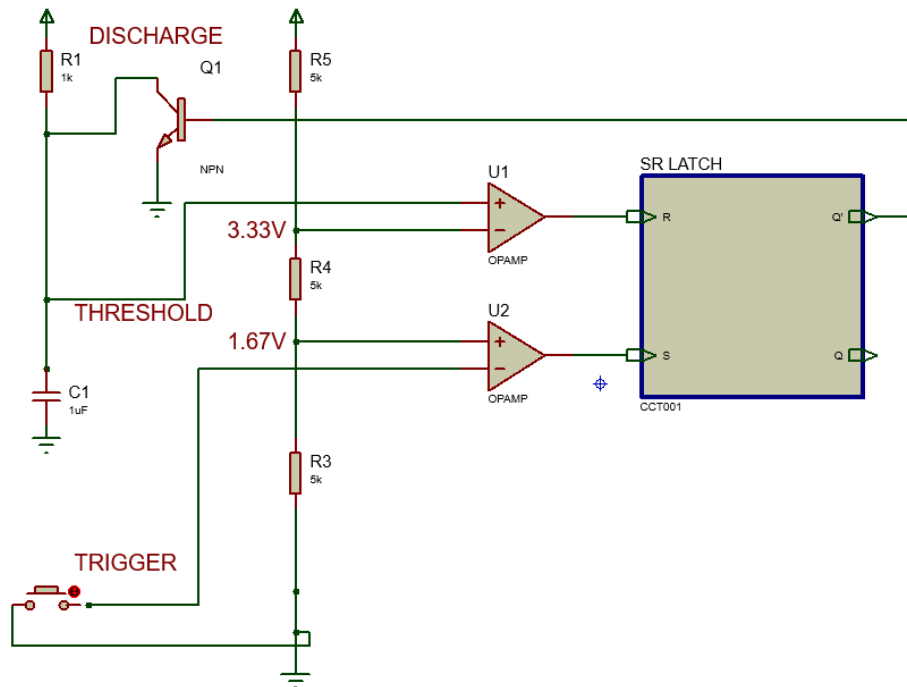 DISCHARGE
R1
1k
Q1
NPN
R5
5k
U1
+
−
OPAMP
SR LATCH
R
Q'
S
Q
CCT001
3.33V
R4
5k
THRESHOLD
1.67V
U2
+
−
OPAMP
C1
1uF
R3
5k
TRIGGER